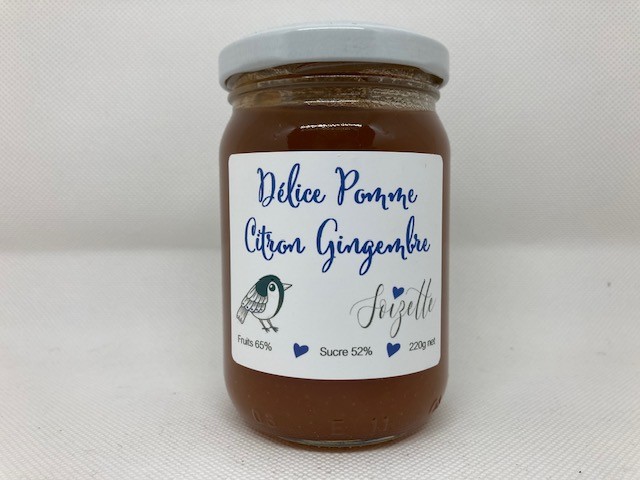 Délice Pomme
Citron Gingembre
Soizette
Fruits 65% Sucre 52% 220g net